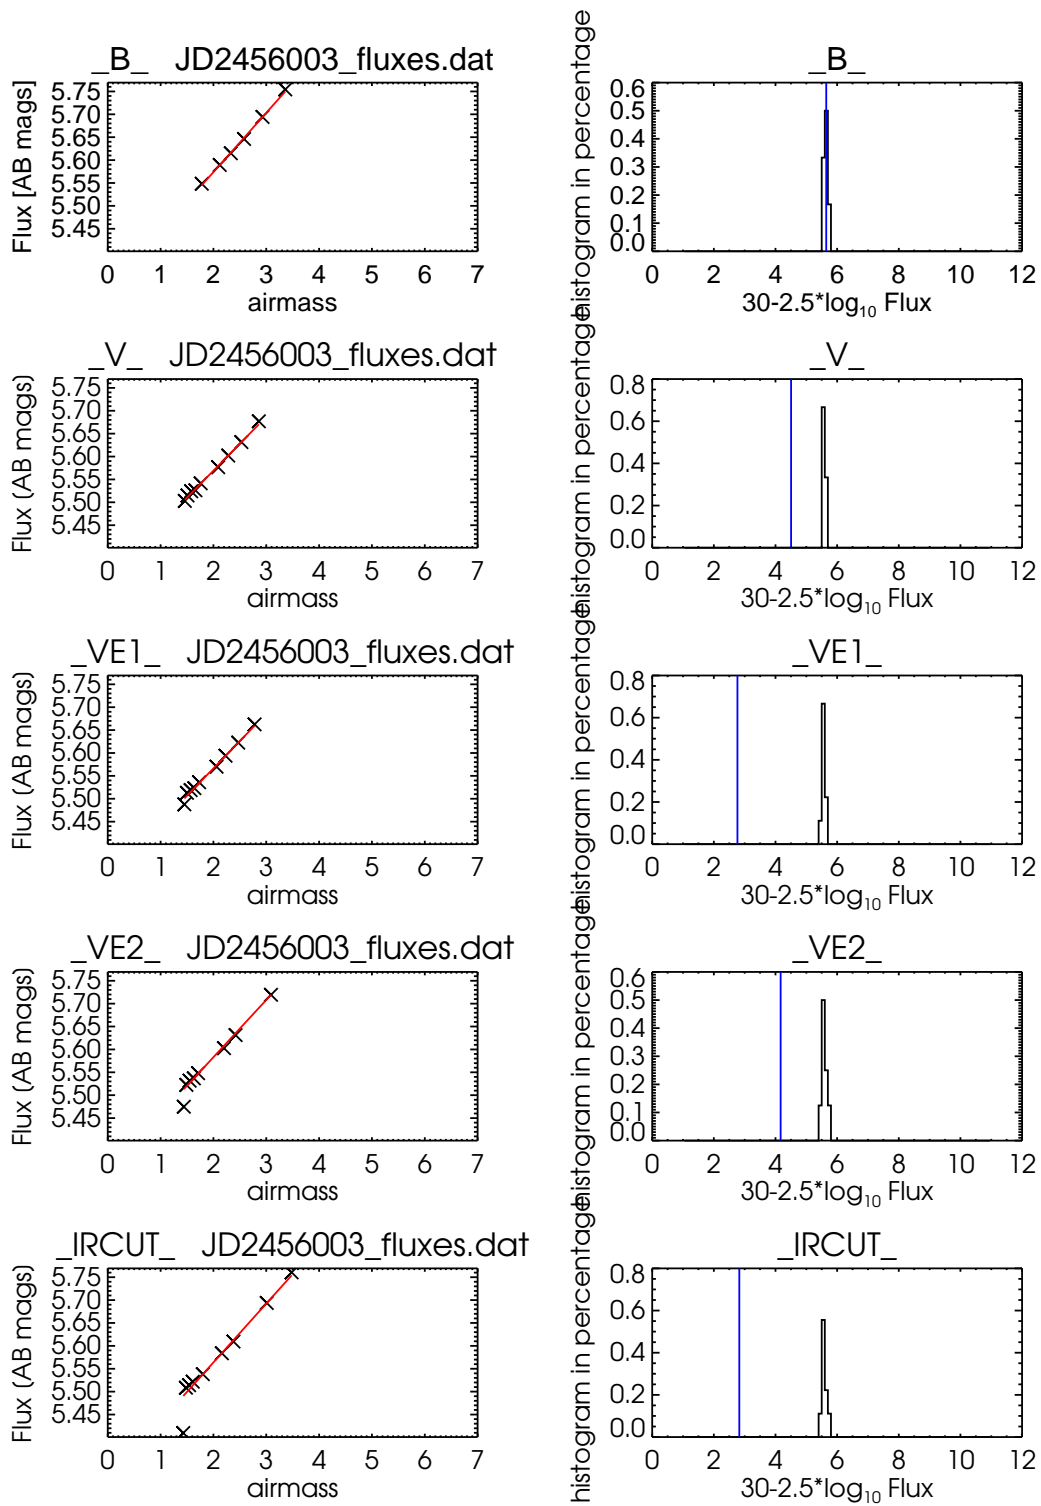 _B_ JD2456003_fluxes.dat
Flux [AB mags]
5.75
5.70
5.65
5.60
5.55
5.50
5.45
0 1 2 3 4 5 6 7
airmass
_B_
histogram in percentage
0.6
0.5
0.4
0.3
0.2
0.1
0.0
0 2 4 6 8 10 12
30-2.5*log10 Flux
_V_ JD2456003_fluxes.dat
Flux (AB mags)
5.75
5.70
5.65
5.60
5.55
5.50
5.45
0 1 2 3 4 5 6 7
airmass
_V_
histogram in percentage
0.8
0.6
0.4
0.2
0.0
0 2 4 6 8 10 12
30-2.5*log10 Flux
_VE1_ JD2456003_fluxes.dat
Flux (AB mags)
5.75
5.70
5.65
5.60
5.55
5.50
5.45
0 1 2 3 4 5 6 7
airmass
_VE1_
histogram in percentage
0.8
0.6
0.4
0.2
0.0
0 2 4 6 8 10 12
30-2.5*log10 Flux
_VE2_ JD2456003_fluxes.dat
Flux (AB mags)
5.75
5.70
5.65
5.60
5.55
5.50
5.45
0 1 2 3 4 5 6 7
airmass
_VE2_
histogram in percentage
0.6
0.5
0.4
0.3
0.2
0.1
0.0
0 2 4 6 8 10 12
30-2.5*log10 Flux
_IRCUT_ JD2456003_fluxes.dat
Flux (AB mags)
5.75
5.70
5.65
5.60
5.55
5.50
5.45
0 1 2 3 4 5 6 7
airmass
_IRCUT_
histogram in percentage
0.8
0.6
0.4
0.2
0.0
0 2 4 6 8 10 12
30-2.5*log10 Flux